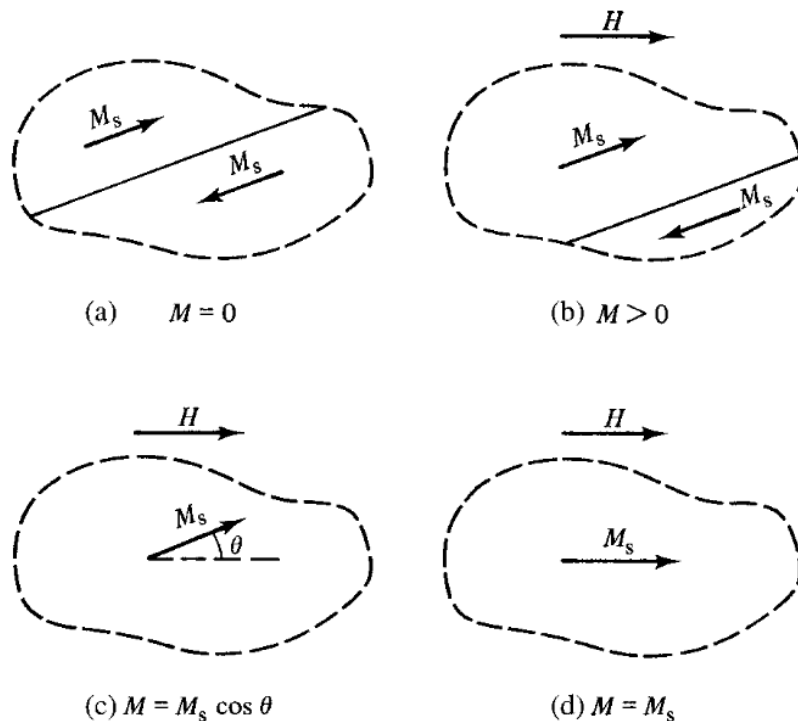 H
M_s
M_s
M_s
M_s
(a) M = 0
(b) M > 0
H
H
M_s
θ
M_s
(c) M = M_s cos θ
(d) M = M_s